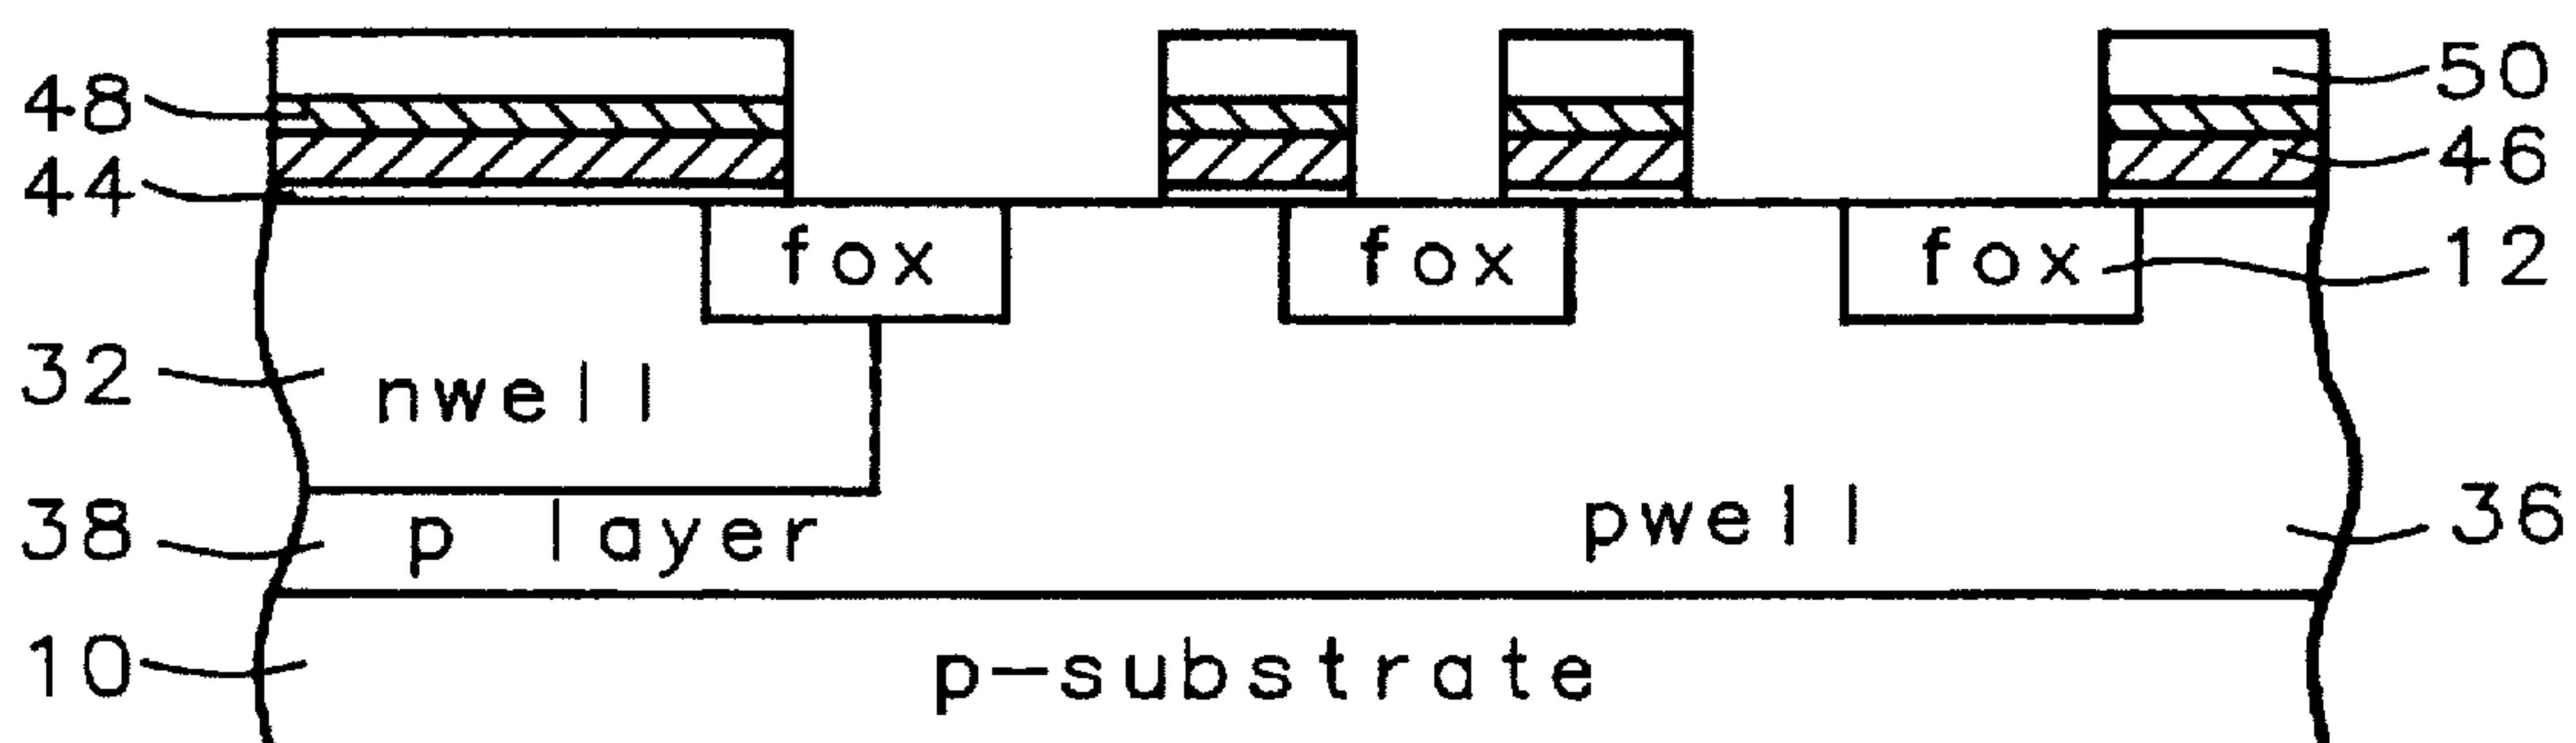 48 50
44 46
fox fox fox 12
32 nwell
38 p layer pwell 36
10 p-substrate